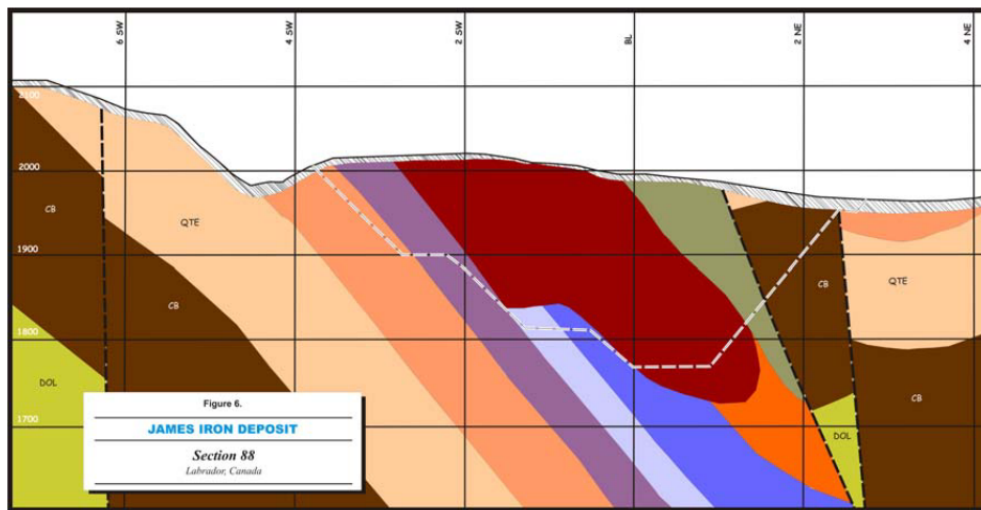 6 SW
4 SW
2 SW
BL
2 NE
4 NE
2100
2000
1900
1800
1700
CB
QTE
CB
DOL
CB
QTE
CB
DOL
Figure 6.
JAMES IRON DEPOSIT
Section 88
Labrador, Canada